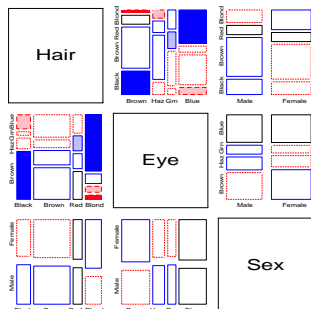 Hair
Black Brown Red Blond
Brown Haz Grn Blue
Male Female
Brown Haz Grn Blue
Black Brown Red Blond
Eye
Brown Haz Grn Blue
Male Female
Male Female
Male Female
Sex